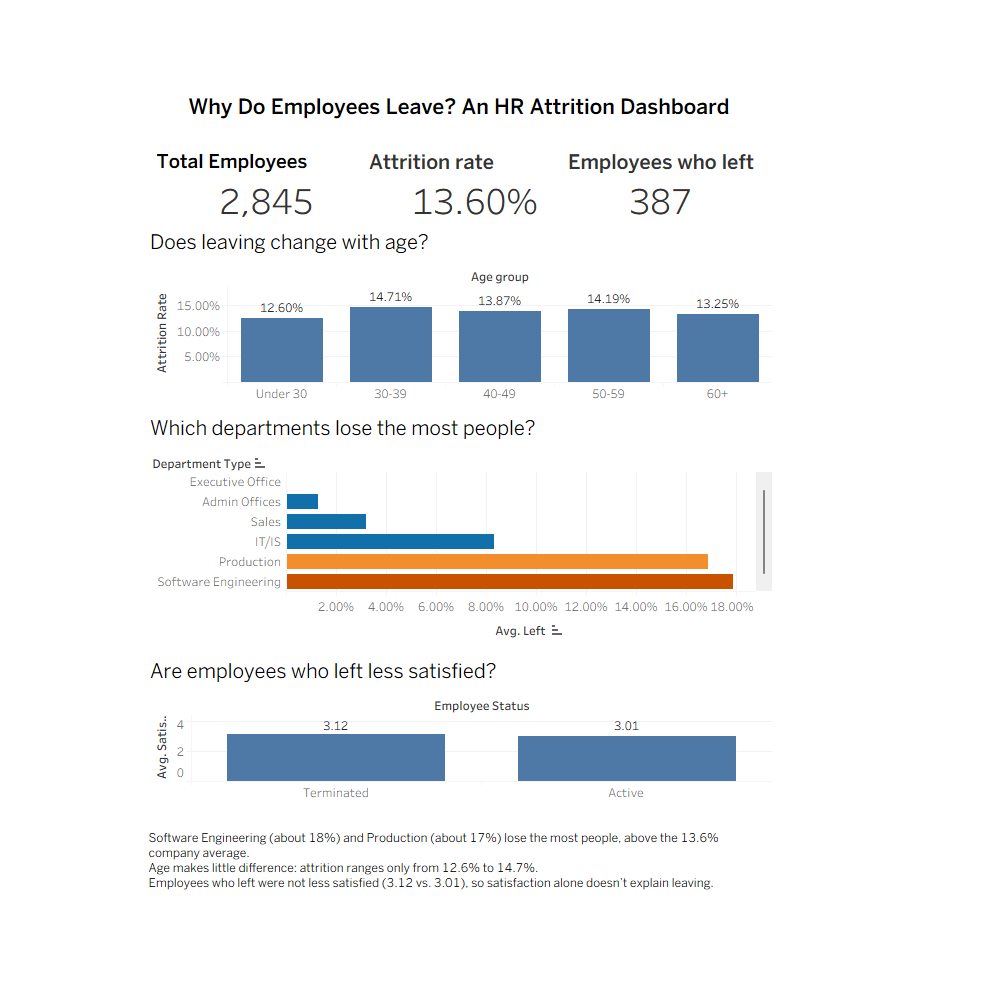 Why Do Employees Leave? An HR Attrition Dashboard
Total Employees Attrition rate Employees who left
2,845 13.60% 387
Does leaving change with age?
Age group
Attrition Rate
15.00%
10.00%
5.00%
12.60% 14.71% 13.87% 14.19% 13.25%
Under 30 30-39 40-49 50-59 60+
Which departments lose the most people?
Department Type
Executive Office
Admin Offices
Sales
IT/IS
Production
Software Engineering
2.00% 4.00% 6.00% 8.00% 10.00% 12.00% 14.00% 16.00% 18.00%
Avg. Left
Are employees who left less satisfied?
Employee Status
Avg. Satis..
4
2
0
3.12 3.01
Terminated Active
Software Engineering (about 18%) and Production (about 17%) lose the most people, above the 13.6%
company average.
Age makes little difference: attrition ranges only from 12.6% to 14.7%.
Employees who left were not less satisfied (3.12 vs. 3.01), so satisfaction alone doesn't explain leaving.